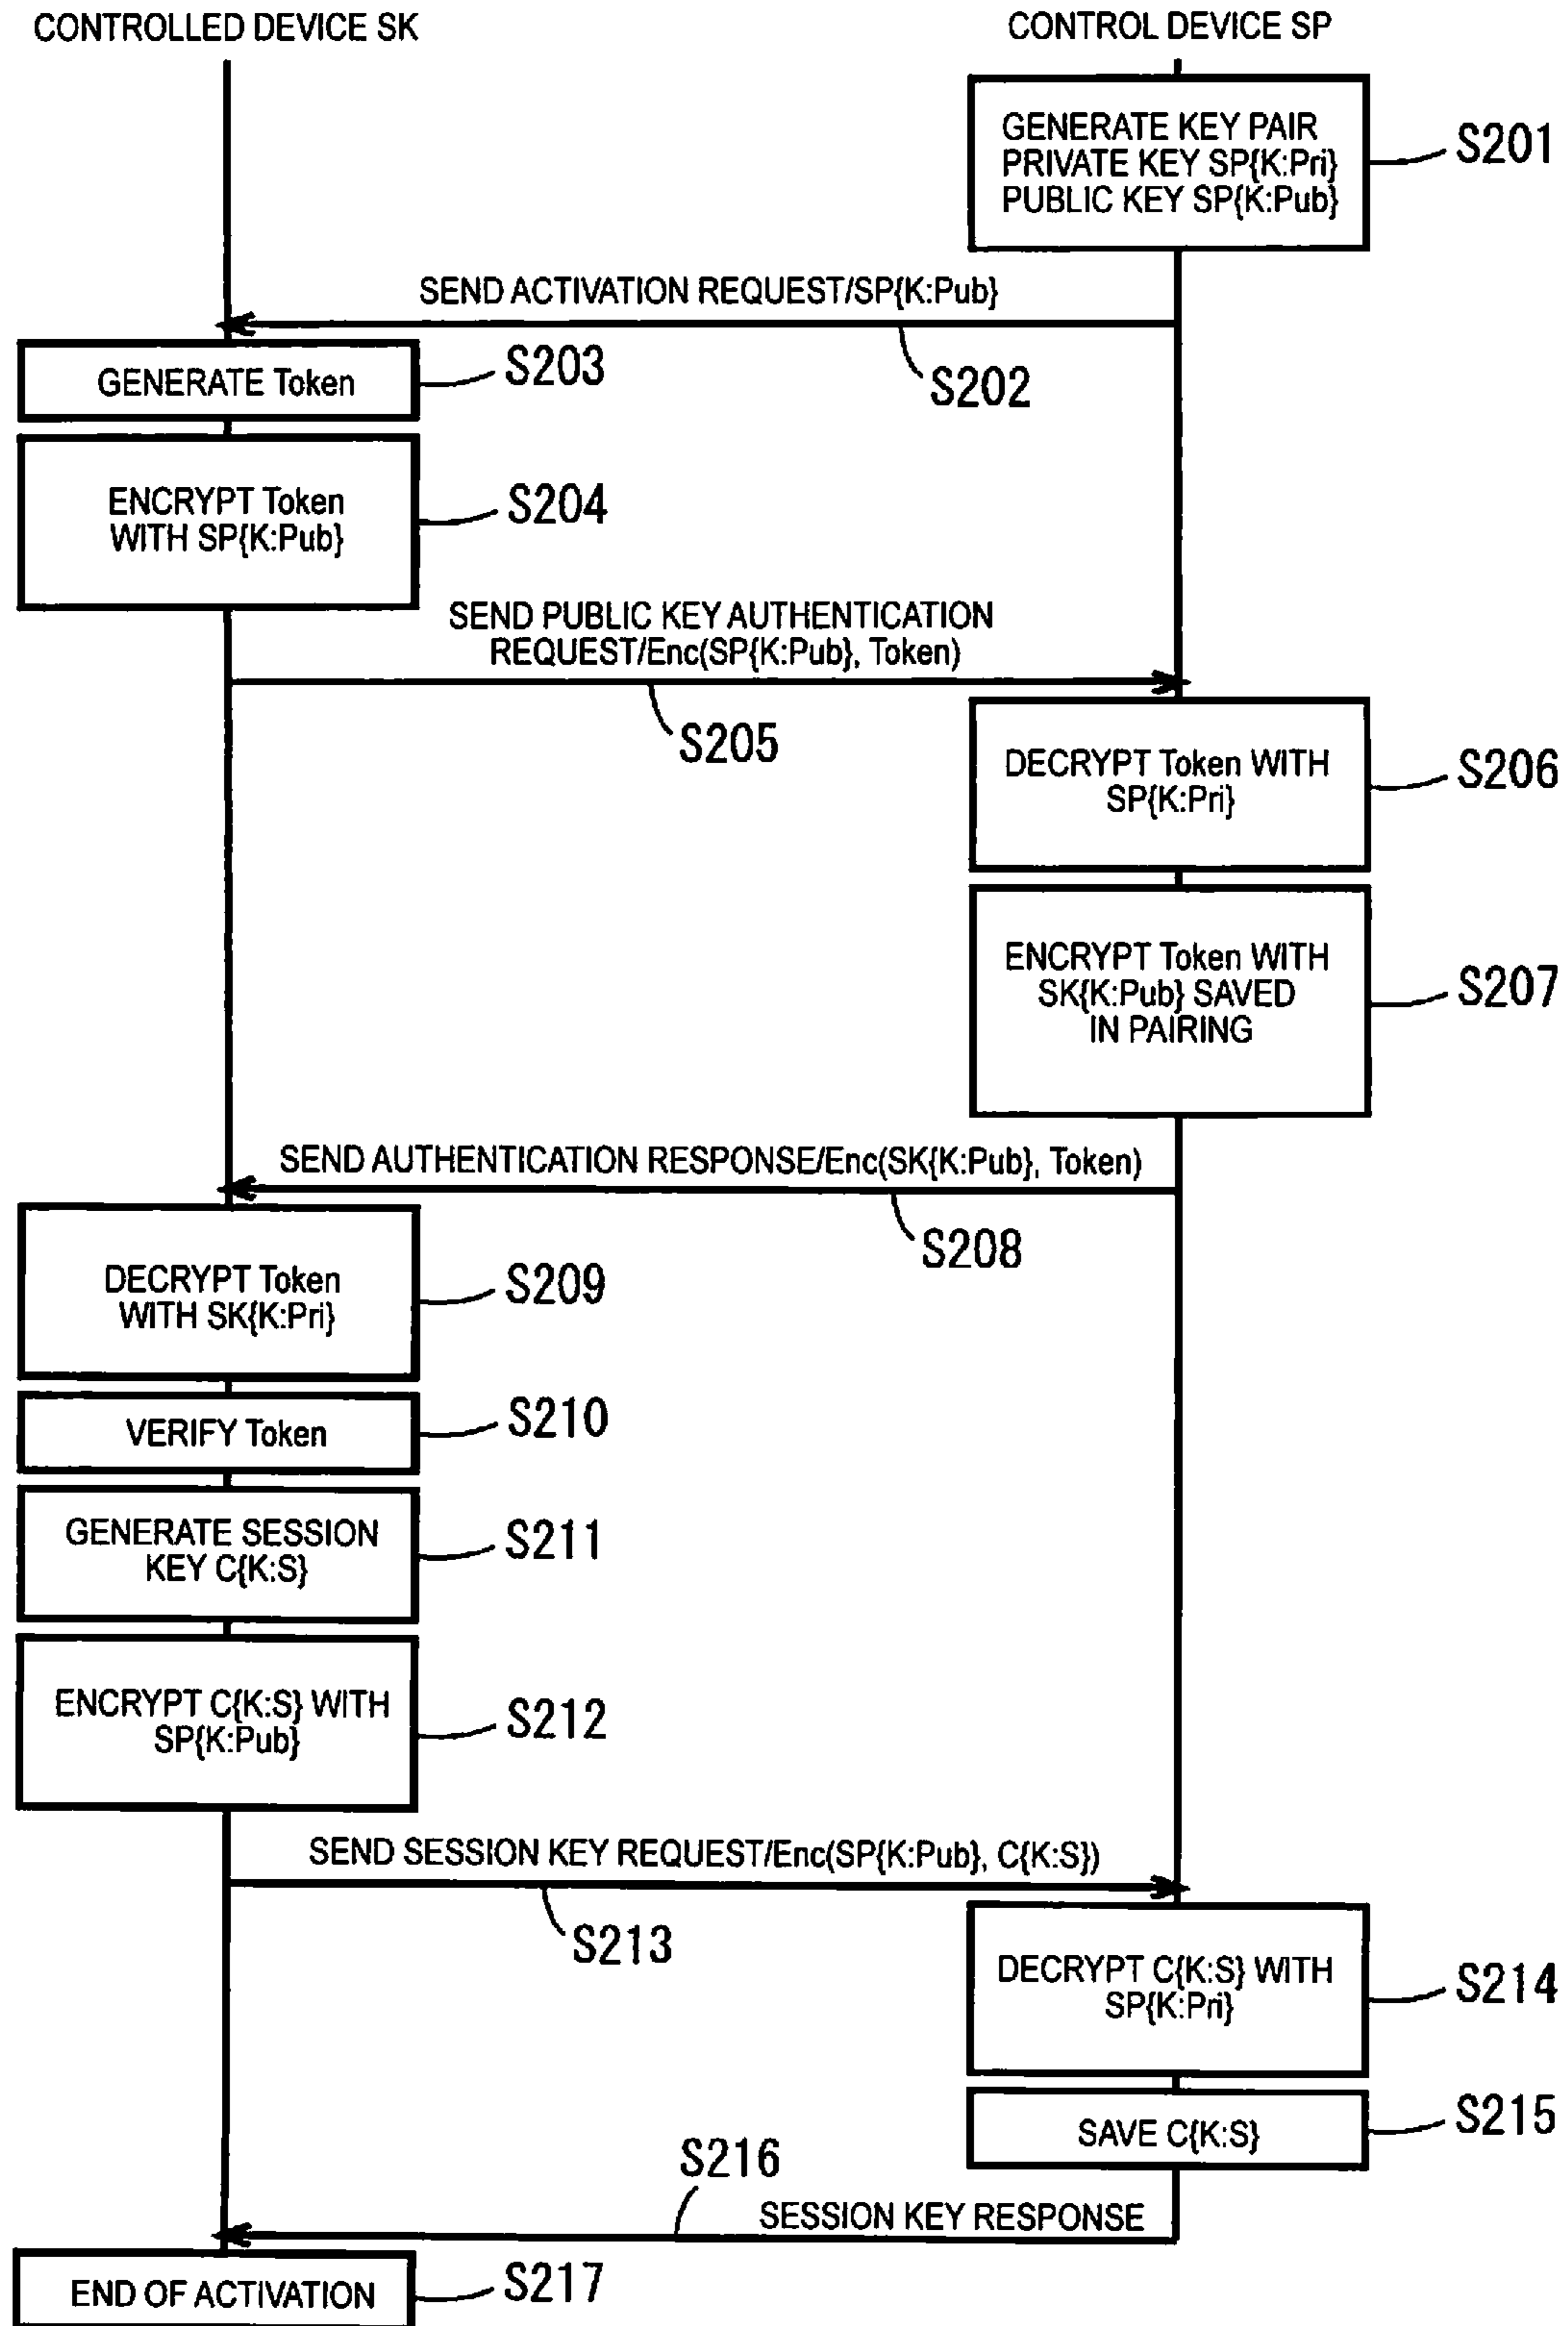 CONTROLLED DEVICE SK
CONTROL DEVICE SP
GENERATE KEY PAIR
PRIVATE KEY SP{K:Pri}
PUBLIC KEY SP{K:Pub}
S201
SEND ACTIVATION REQUEST/SP{K:Pub}
S202
GENERATE Token
S203
ENCRYPT Token
WITH SP{K:Pub}
S204
SEND PUBLIC KEY AUTHENTICATION
REQUEST/Enc(SP{K:Pub}, Token)
S205
DECRYPT Token WITH
SP{K:Pri}
S206
ENCRYPT Token WITH
SK{K:Pub} SAVED
IN PAIRING
S207
SEND AUTHENTICATION RESPONSE/Enc(SK{K:Pub}, Token)
S208
DECRYPT Token
WITH SK{K:Pri}
S209
VERIFY Token
S210
GENERATE SESSION
KEY C{K:S}
S211
ENCRYPT C{K:S} WITH
SP{K:Pub}
S212
SEND SESSION KEY REQUEST/Enc(SP{K:Pub}, C{K:S})
S213
DECRYPT C{K:S} WITH
SP{K:Pri}
S214
SAVE C{K:S}
S215
S216
SESSION KEY RESPONSE
END OF ACTIVATION
S217